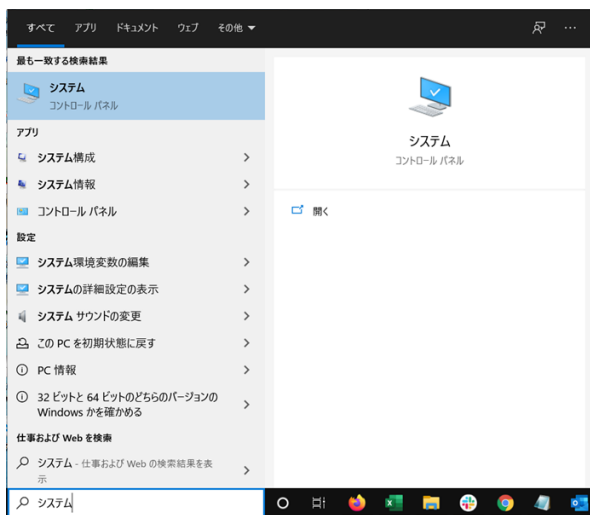 すべて アプリ ドキュメント ウェブ その他
最も一致する検索結果
システム
コントロール パネル
アプリ
システム構成
システム情報
コントロール パネル
設定
システム環境変数の編集
システムの詳細設定の表示
システム サウンドの変更
この PC を初期状態に戻す
PC 情報
32 ビットと 64 ビットのどちらのバージョンの
Windows かを確かめる
仕事および Web を検索
システム - 仕事および Web の検索結果を表
示
システム
システム
コントロール パネル
開く